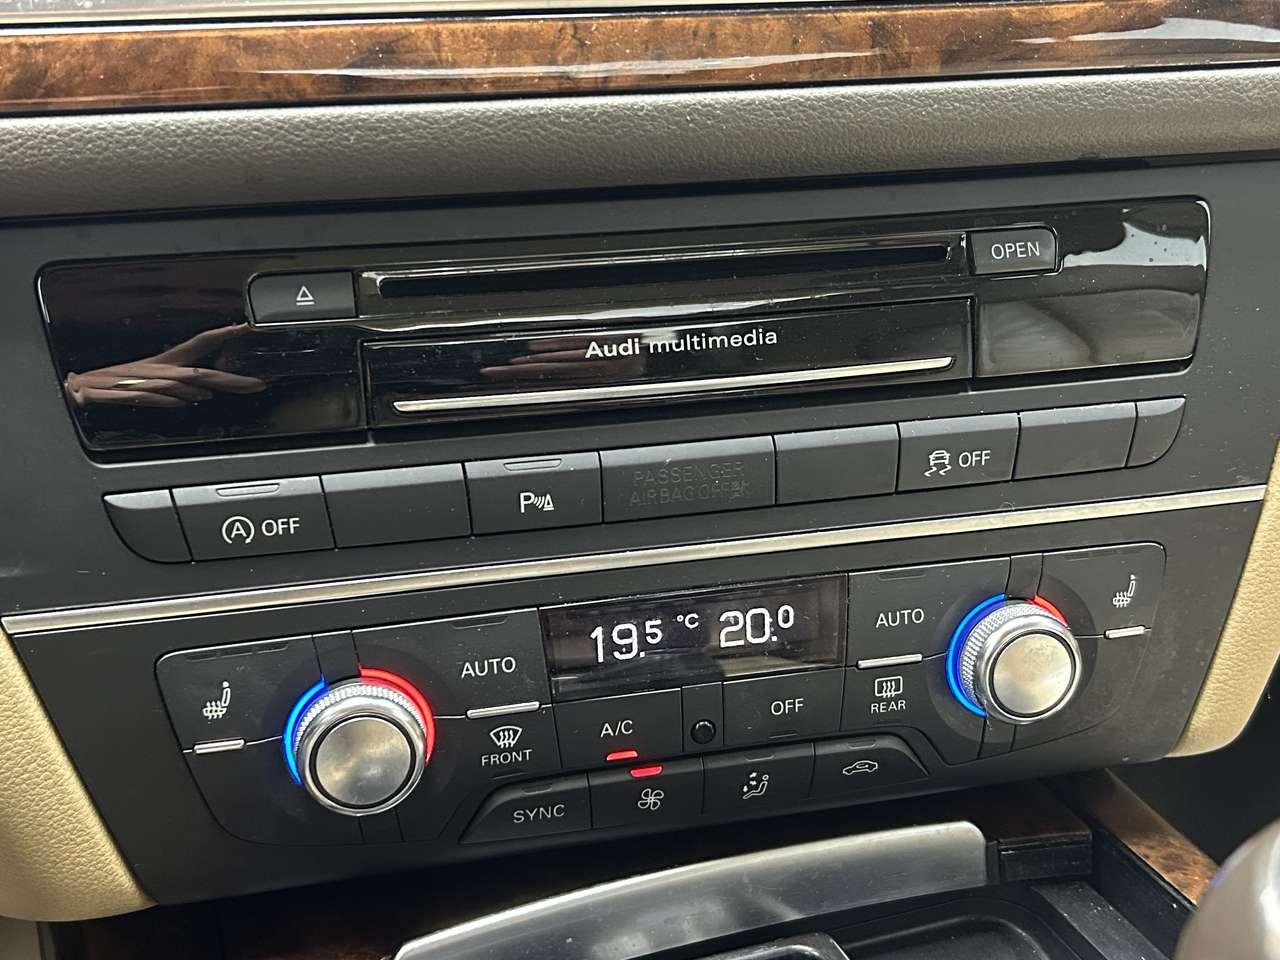 OPEN
Audi multimedia
PASSENGER
AIRBAG OFF
OFF
P
A OFF
19.5 °C 20.0
AUTO
AUTO
REAR
OFF
A/C
FRONT
SYNC